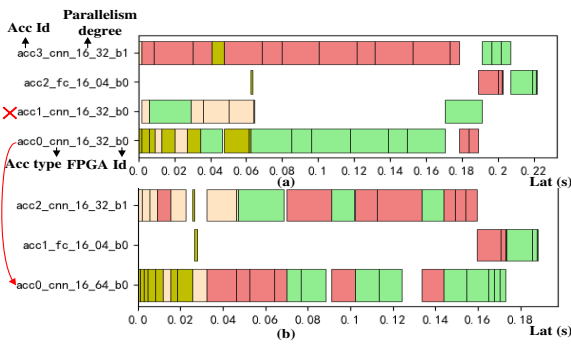 Acc Id
Parallelism
degree
acc3_cnn_16_32_b1
acc2_fc_16_04_b0
acc1_cnn_16_32_b0
acc0_cnn_16_32_b0
Acc type FPGA Id
0. 0 0. 02 0. 04 0. 06 0. 08 0. 1 0. 12 0. 14 0. 16 0. 18 0. 2 0. 22
(a)
Lat (s)
acc2_cnn_16_32_b1
acc1_fc_16_04_b0
acc0_cnn_16_64_b0
0. 0 0. 02 0. 04 0. 06 0. 08 0. 1 0. 12 0. 14 0. 16 0. 18
(b)
Lat (s)